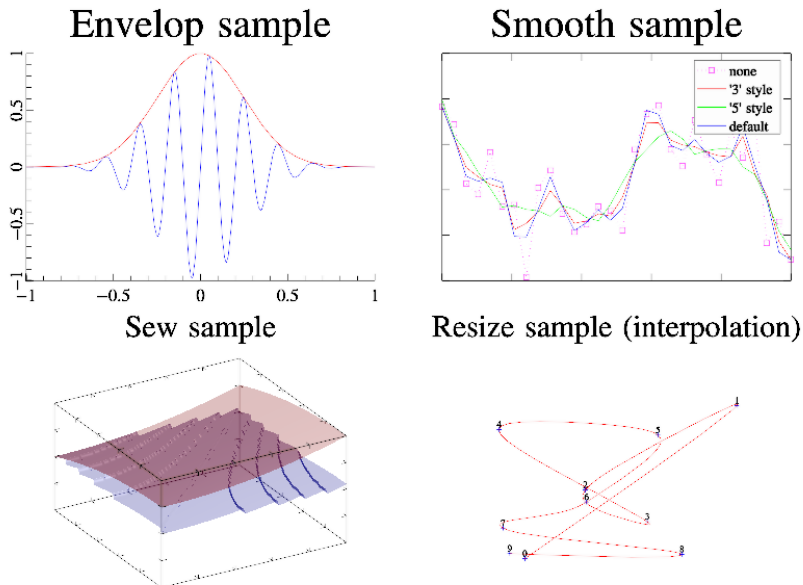 Envelop sample
1
0.5
0
−0.5
−1
−1
−0.5
0
0.5
1
Smooth sample
none
'3' style
'5' style
default
Sew sample
Resize sample (interpolation)
1
4
5
2
6
3
7
9
0
8